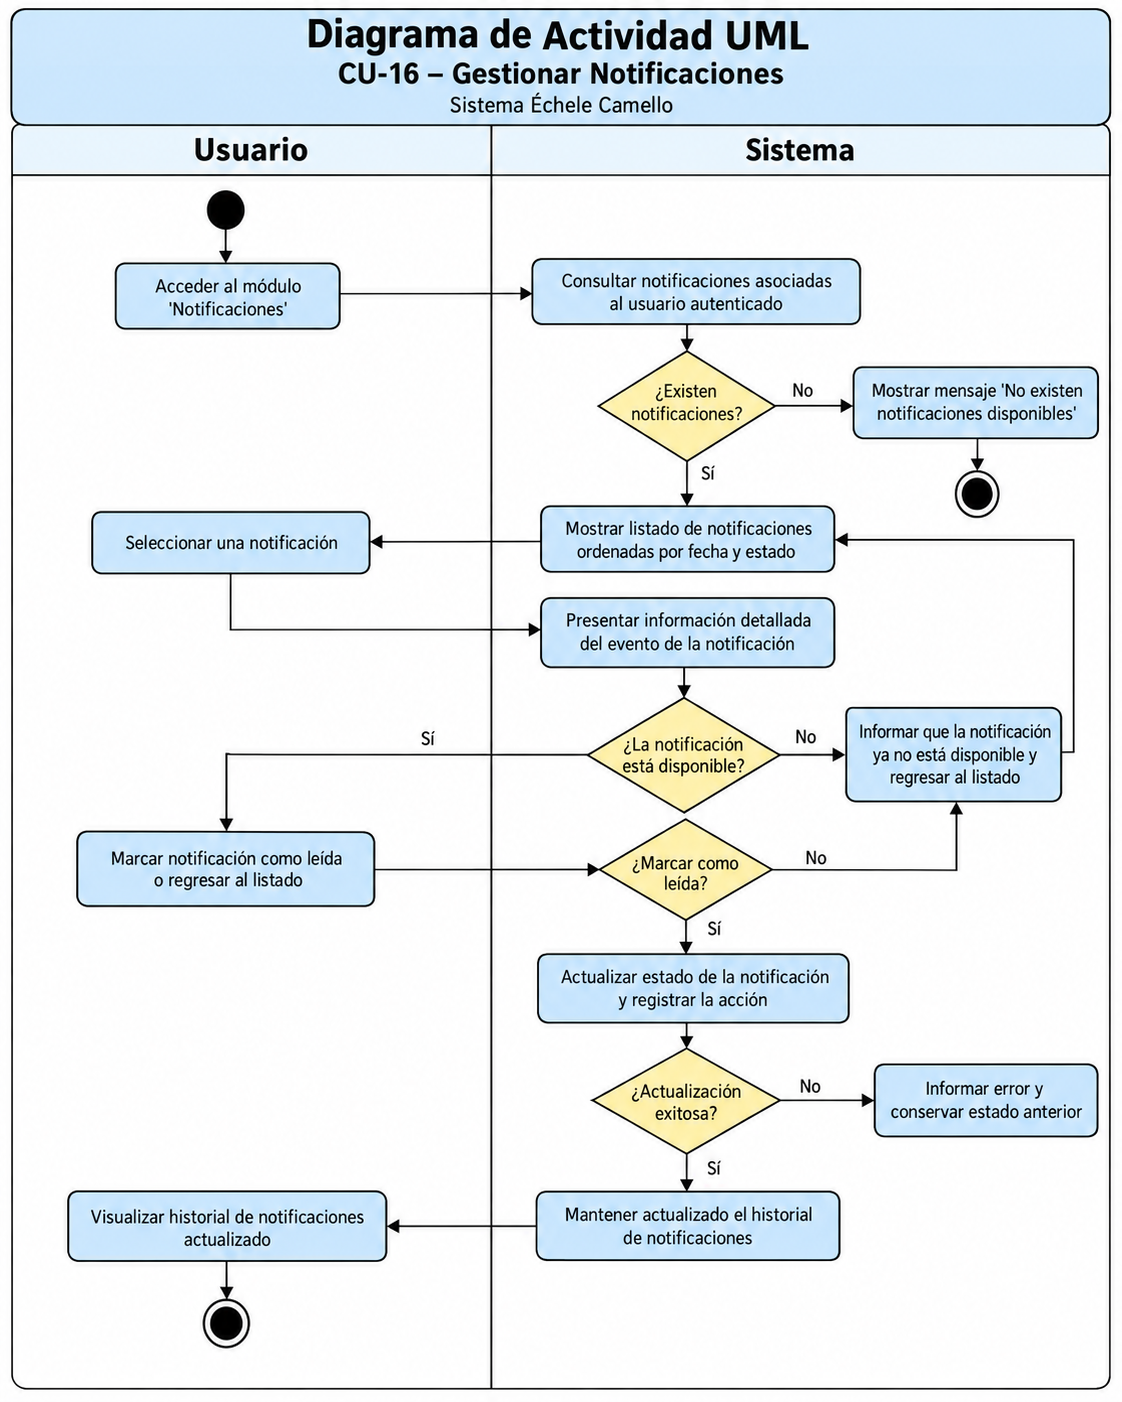 Diagrama de Actividad UML
CU-16 – Gestionar Notificaciones
Sistema Échele Camello
Usuario
Sistema
Acceder al módulo
'Notificaciones'
Consultar notificaciones asociadas
al usuario autenticado
¿Existen
notificaciones?
No
Mostrar mensaje 'No existen
notificaciones disponibles'
Sí
Mostrar listado de notificaciones
ordenadas por fecha y estado
Seleccionar una notificación
Presentar información detallada
del evento de la notificación
¿La notificación
está disponible?
Sí
No
Informar que la notificación
ya no está disponible y
regresar al listado
Marcar notificación como leída
o regresar al listado
¿Marcar como
leída?
No
Sí
Actualizar estado de la notificación
y registrar la acción
¿Actualización
exitosa?
No
Informar error y
conservar estado anterior
Sí
Mantener actualizado el historial
de notificaciones
Visualizar historial de notificaciones
actualizado